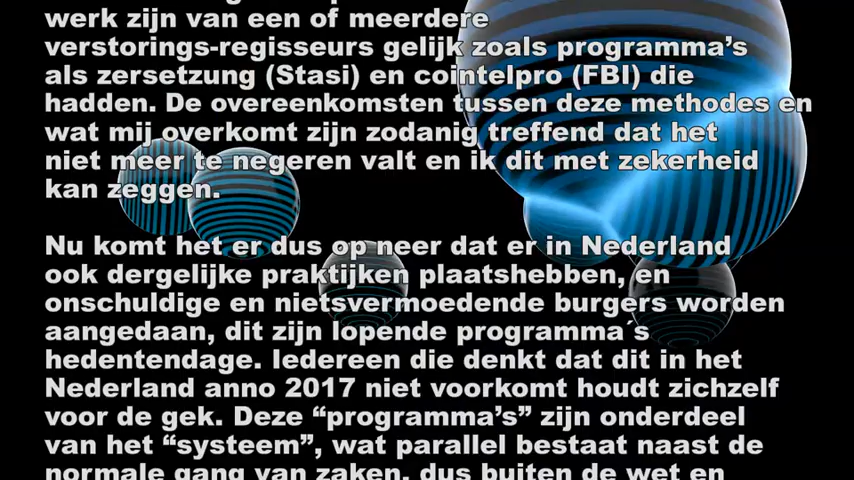 werk zijn van een of meerdere
verstorings-regisseurs gelijk zoals programma's
als zersetzung (Stasi) en cointelpro (FBI) die
hadden. De overeenkomsten tussen deze methodes en
wat mij overkomt zijn zodanig treffend dat het
niet meer te negeren valt en ik dit met zekerheid
kan zeggen.
Nu komt het er dus op neer dat er in Nederland
ook dergelijke praktijken plaatshebben, en
onschuldige en nietsvermoedende burgers worden
aangedaan, dit zijn lopende programma´s
hedentendage. Iedereen die denkt dat dit in het
Nederland anno 2017 niet voorkomt houdt zichzelf
voor de gek. Deze “programma’s” zijn onderdeel
van het “systeem”, wat parallel bestaat naast de
normale gang van zaken, dus buiten de wet en